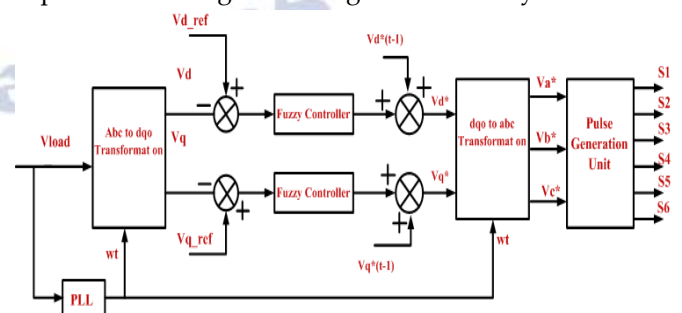 Vd_ref
Vd*(t-1)
Vd
Vd*
Va*
S1
S2
S3
S4
S5
S6
Vload
Abc to dqo
Transformat on
Vq
Fuzzy Controller
dqo to abc
Transformat on
Vb*
Pulse
Generation
Unit
Fuzzy Controller
Vq*
Vc*
Vq_ref
wt
wt
Vq*(t-1)
PLL